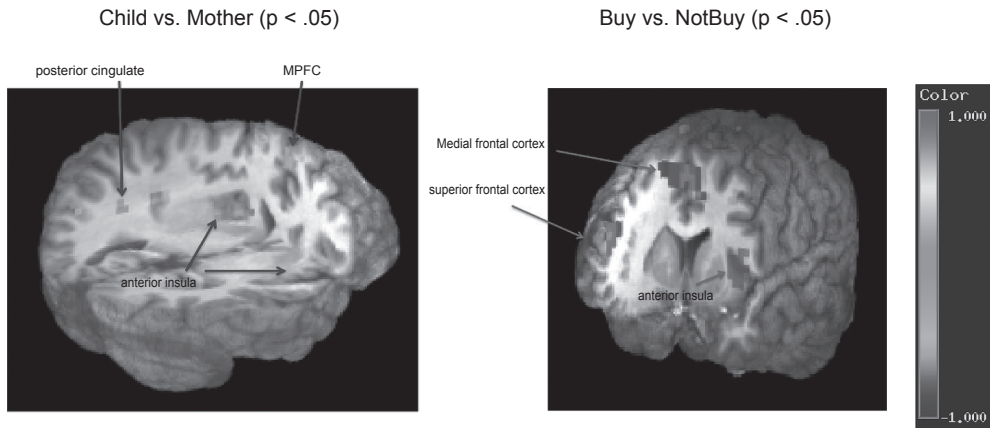 Child vs. Mother (p < .05)
Buy vs. NotBuy (p < .05)
posterior cingulate
MPFC
anterior insula
Medial frontal cortex
superior frontal cortex
anterior insula
Color
1.000
-1.000